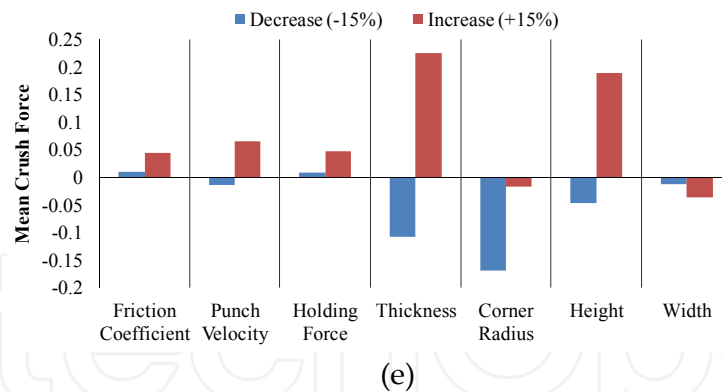 Decrease (-15%) Increase (+15%)
0.25
0.2
0.15
0.1
0.05
0
-0.05
-0.1
-0.15
-0.2
Mean Crush Force
Friction Coefficient
Punch Velocity
Holding Force
Thickness
Corner Radius
Height
Width
(e)